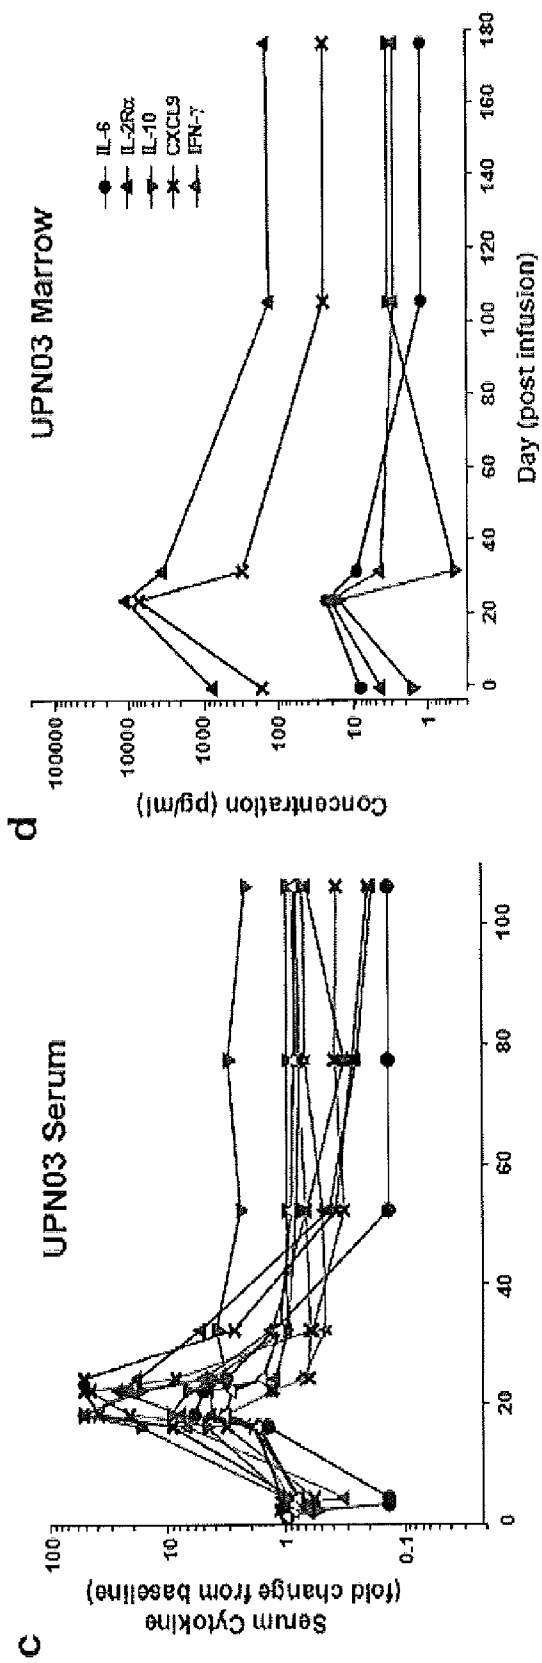 c
UPN03 Serum
Serum Cytokine
(fold change from baseline)
100
10
1
0.1
0
20
40
60
80
100
d
UPN03 Marrow
Concentration (pg/ml)
100000
10000
1000
100
10
1
0
20
40
60
80
100
120
140
160
180
Day (post infusion)
IL-6
IL-2Rα
IL-10
CXCL9
IFN-γ